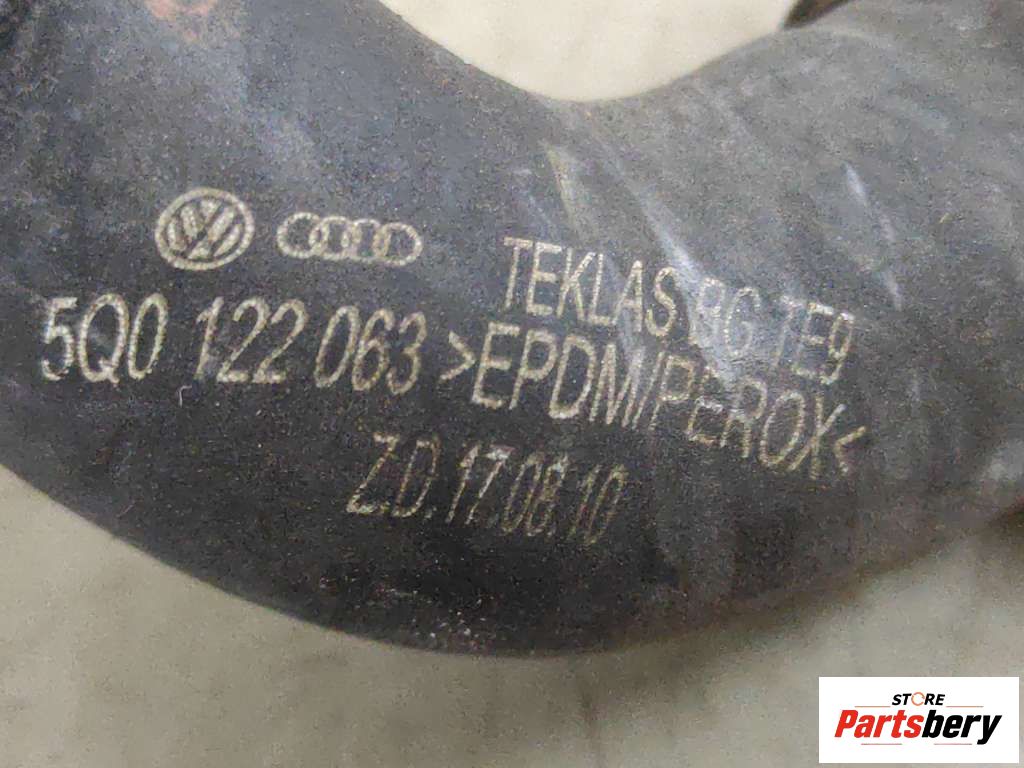 TEKLAS BG TE9
5Q0 122 063 >EPDM/PEROX<
Z.D. 17.08.10
STORE
Partsbery